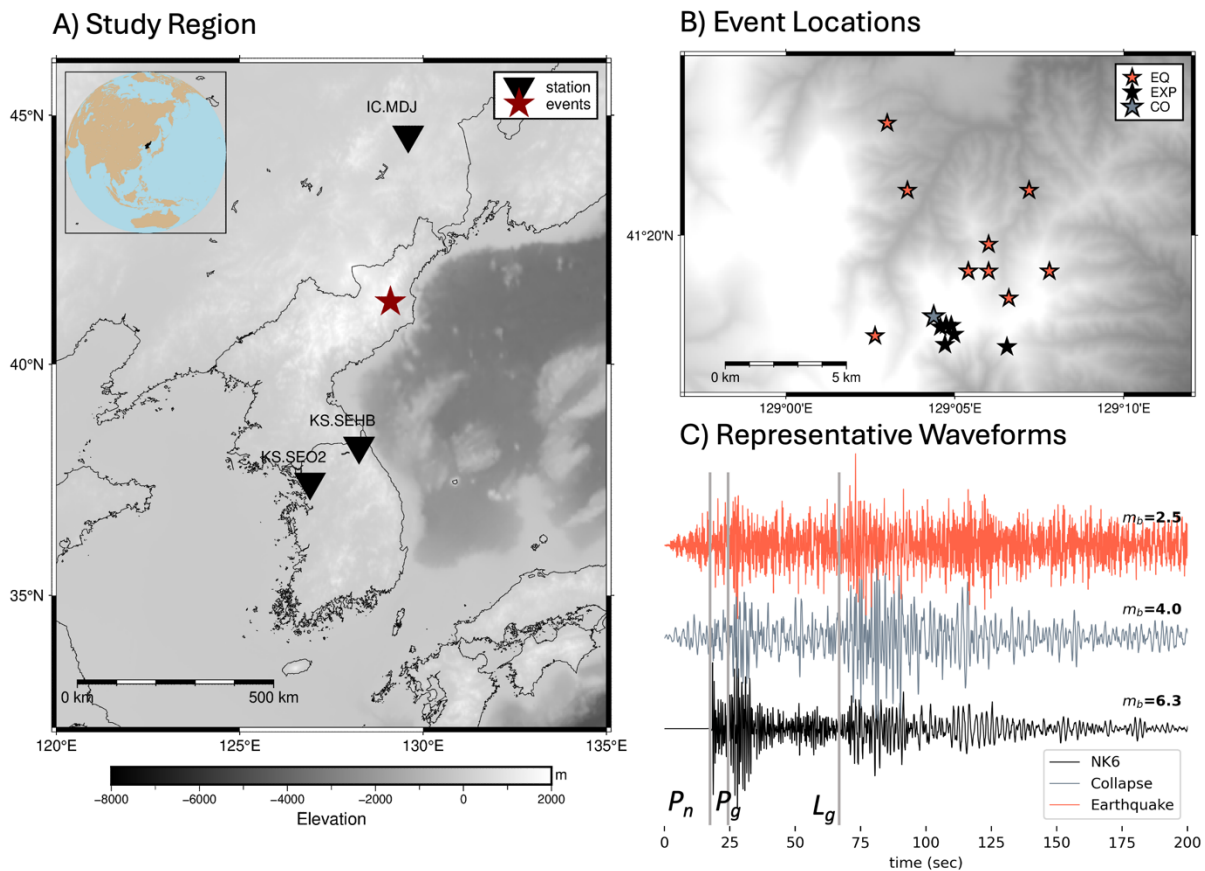 A) Study Region
station
events
IC.MDJ
KS.SEHB
KS.SEO2
45°N
40°N
35°N
0 km
500 km
120°E
125°E
130°E
135°E
m
−8000
−6000
−4000
−2000
0
2000
Elevation
B) Event Locations
EQ
EXP
CO
41°20'N
0 km
5 km
129°00'E
129°05'E
129°10'E
C) Representative Waveforms
mb=2.5
mb=4.0
mb=6.3
NK6
Collapse
Earthquake
Pn
Pg
Lg
0
25
50
75
100
125
150
175
200
time (sec)